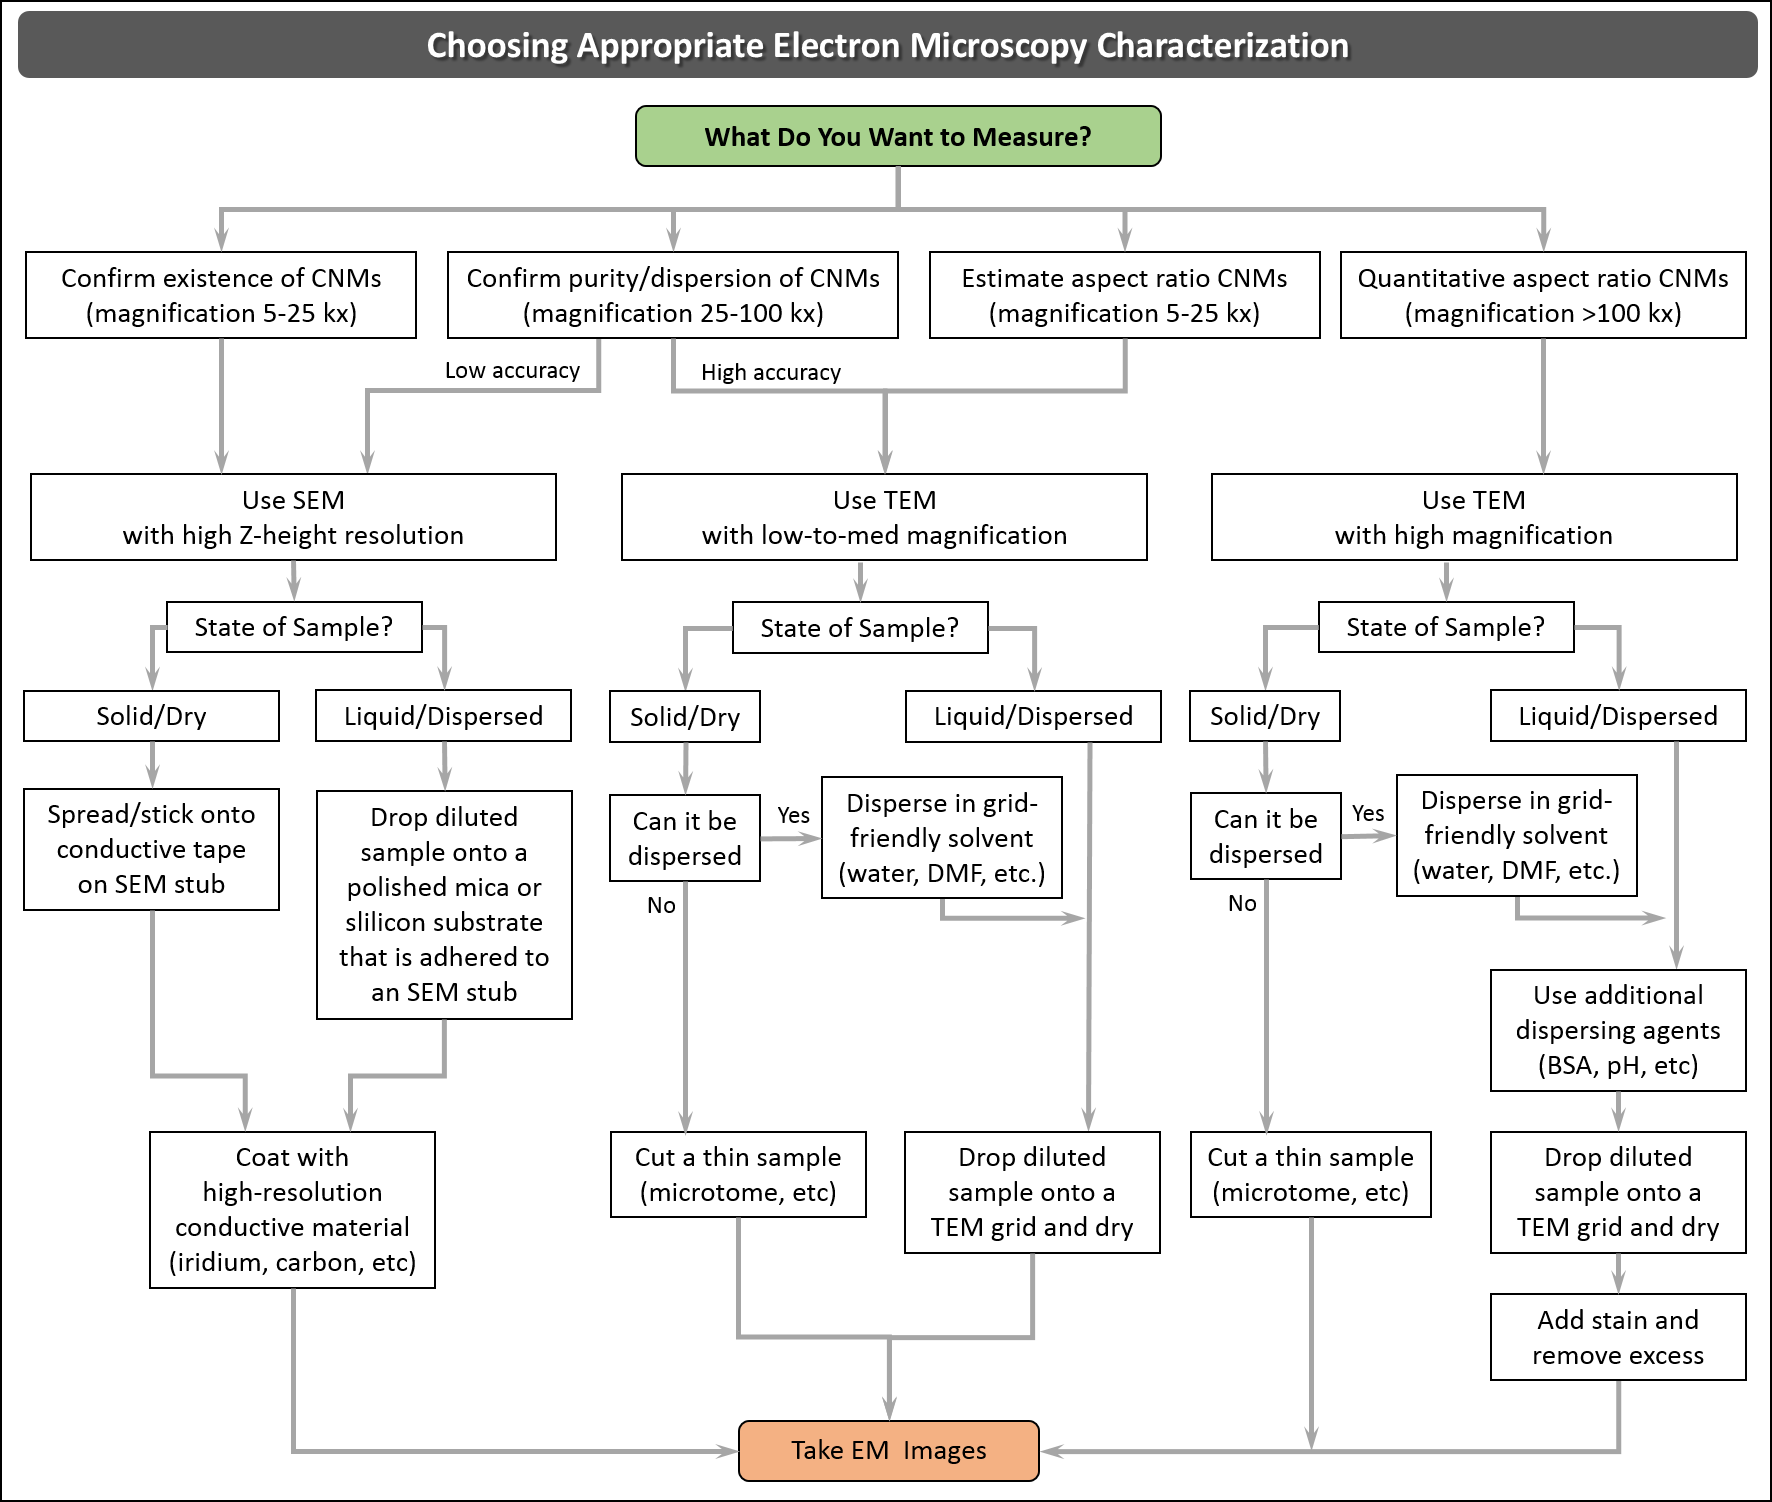 Choosing Appropriate Electron Microscopy Characterization
What Do You Want to Measure?
Confirm existence of CNMs
(magnification 5-25 kx)
Confirm purity/dispersion of CNMs
(magnification 25-100 kx)
Estimate aspect ratio CNMs
(magnification 5-25 kx)
Quantitative aspect ratio CNMs
(magnification >100 kx)
Low accuracy
High accuracy
Use SEM
with high Z-height resolution
Use TEM
with low-to-med magnification
Use TEM
with high magnification
State of Sample?
State of Sample?
State of Sample?
Solid/Dry
Liquid/Dispersed
Solid/Dry
Liquid/Dispersed
Solid/Dry
Liquid/Dispersed
Spread/stick onto
conductive tape
on SEM stub
Drop diluted
sample onto a
polished mica or
slilicon substrate
that is adhered to
an SEM stub
Can it be
dispersed
Yes
No
Disperse in grid-
friendly solvent
(water, DMF, etc.)
Can it be
dispersed
Yes
No
Disperse in grid-
friendly solvent
(water, DMF, etc.)
Use additional
dispersing agents
(BSA, pH, etc)
Coat with
high-resolution
conductive material
(iridium, carbon, etc)
Cut a thin sample
(microtome, etc)
Drop diluted
sample onto a
TEM grid and dry
Cut a thin sample
(microtome, etc)
Drop diluted
sample onto a
TEM grid and dry
Add stain and
remove excess
Take EM  Images